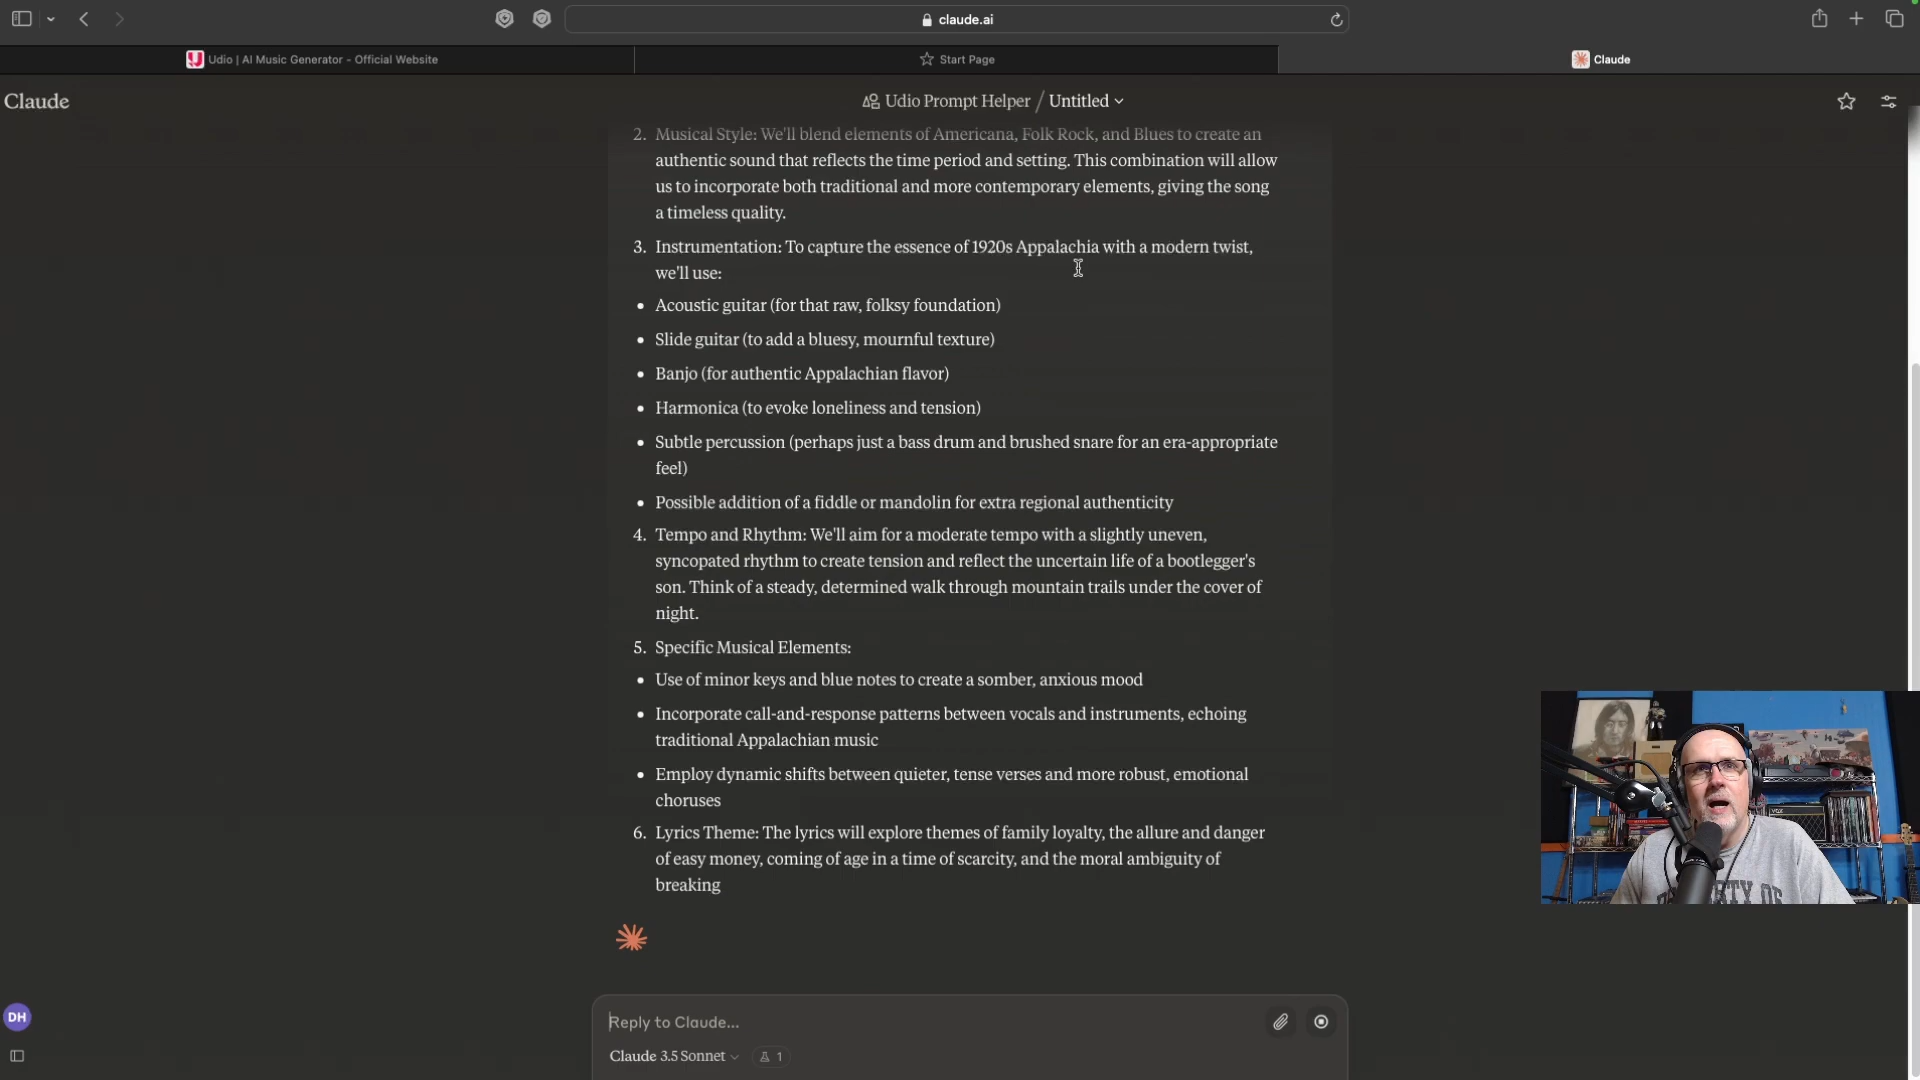 claude.ai
Udio | AI Music Generator - Official Website
Start Page
Claude
Claude
Udio Prompt Helper / Untitled
2. Musical Style: We'll blend elements of Americana, Folk Rock, and Blues to create an
authentic sound that reflects the time period and setting. This combination will allow
us to incorporate both traditional and more contemporary elements, giving the song
a timeless quality.
3. Instrumentation: To capture the essence of 1920s Appalachia with a modern twist,
we'll use:
• Acoustic guitar (for that raw, folksy foundation)
• Slide guitar (to add a bluesy, mournful texture)
• Banjo (for authentic Appalachian flavor)
• Harmonica (to evoke loneliness and tension)
• Subtle percussion (perhaps just a bass drum and brushed snare for an era-appropriate
feel)
• Possible addition of a fiddle or mandolin for extra regional authenticity
4. Tempo and Rhythm: We'll aim for a moderate tempo with a slightly uneven,
syncopated rhythm to create tension and reflect the uncertain life of a bootlegger's
son. Think of a steady, determined walk through mountain trails under the cover of
night.
5. Specific Musical Elements:
• Use of minor keys and blue notes to create a somber, anxious mood
• Incorporate call-and-response patterns between vocals and instruments, echoing
traditional Appalachian music
• Employ dynamic shifts between quieter, tense verses and more robust, emotional
choruses
6. Lyrics Theme: The lyrics will explore themes of family loyalty, the allure and danger
of easy money, coming of age in a time of scarcity, and the moral ambiguity of
breaking
VOX
PROPERTY OF
DH
Reply to Claude...
Claude 3.5 Sonnet
1